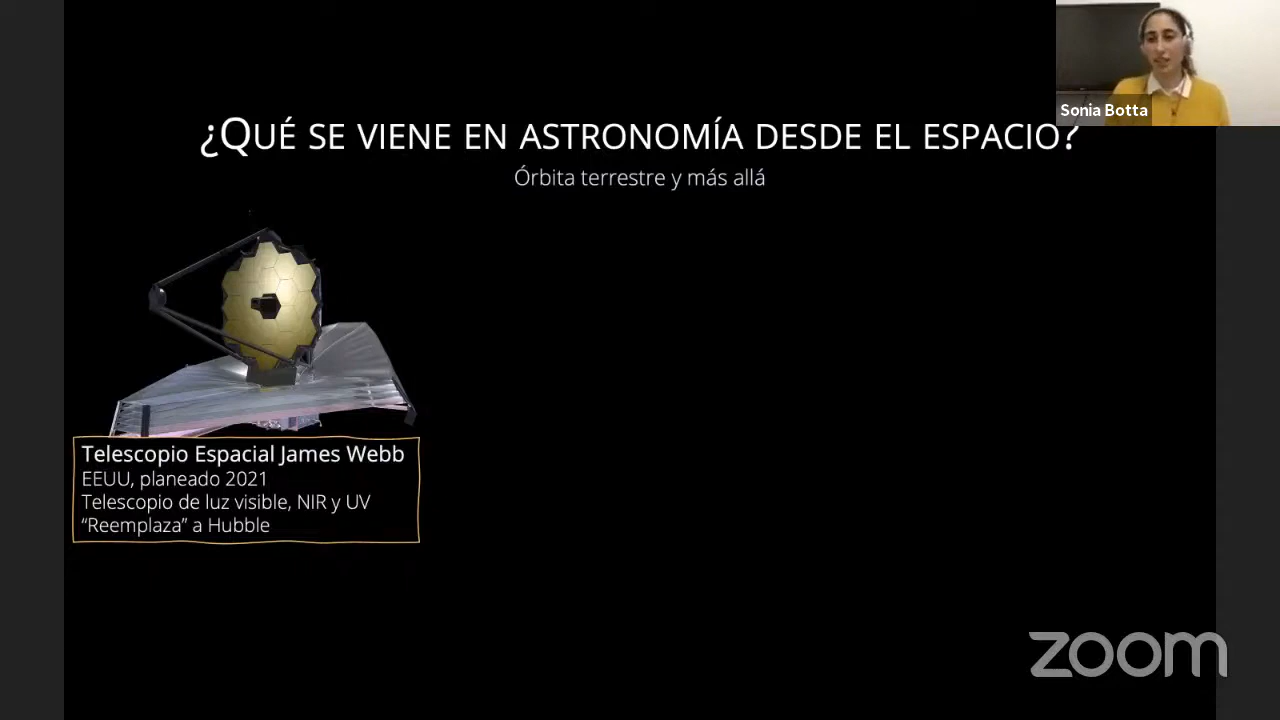 Sonia Botta
¿QUÉ SE VIENE EN ASTRONOMÍA DESDE EL ESPACIO?
Órbita terrestre y más allá
Telescopio Espacial James Webb
EEUU, planeado 2021
Telescopio de luz visible, NIR y UV
“Reemplaza” a Hubble
zoom